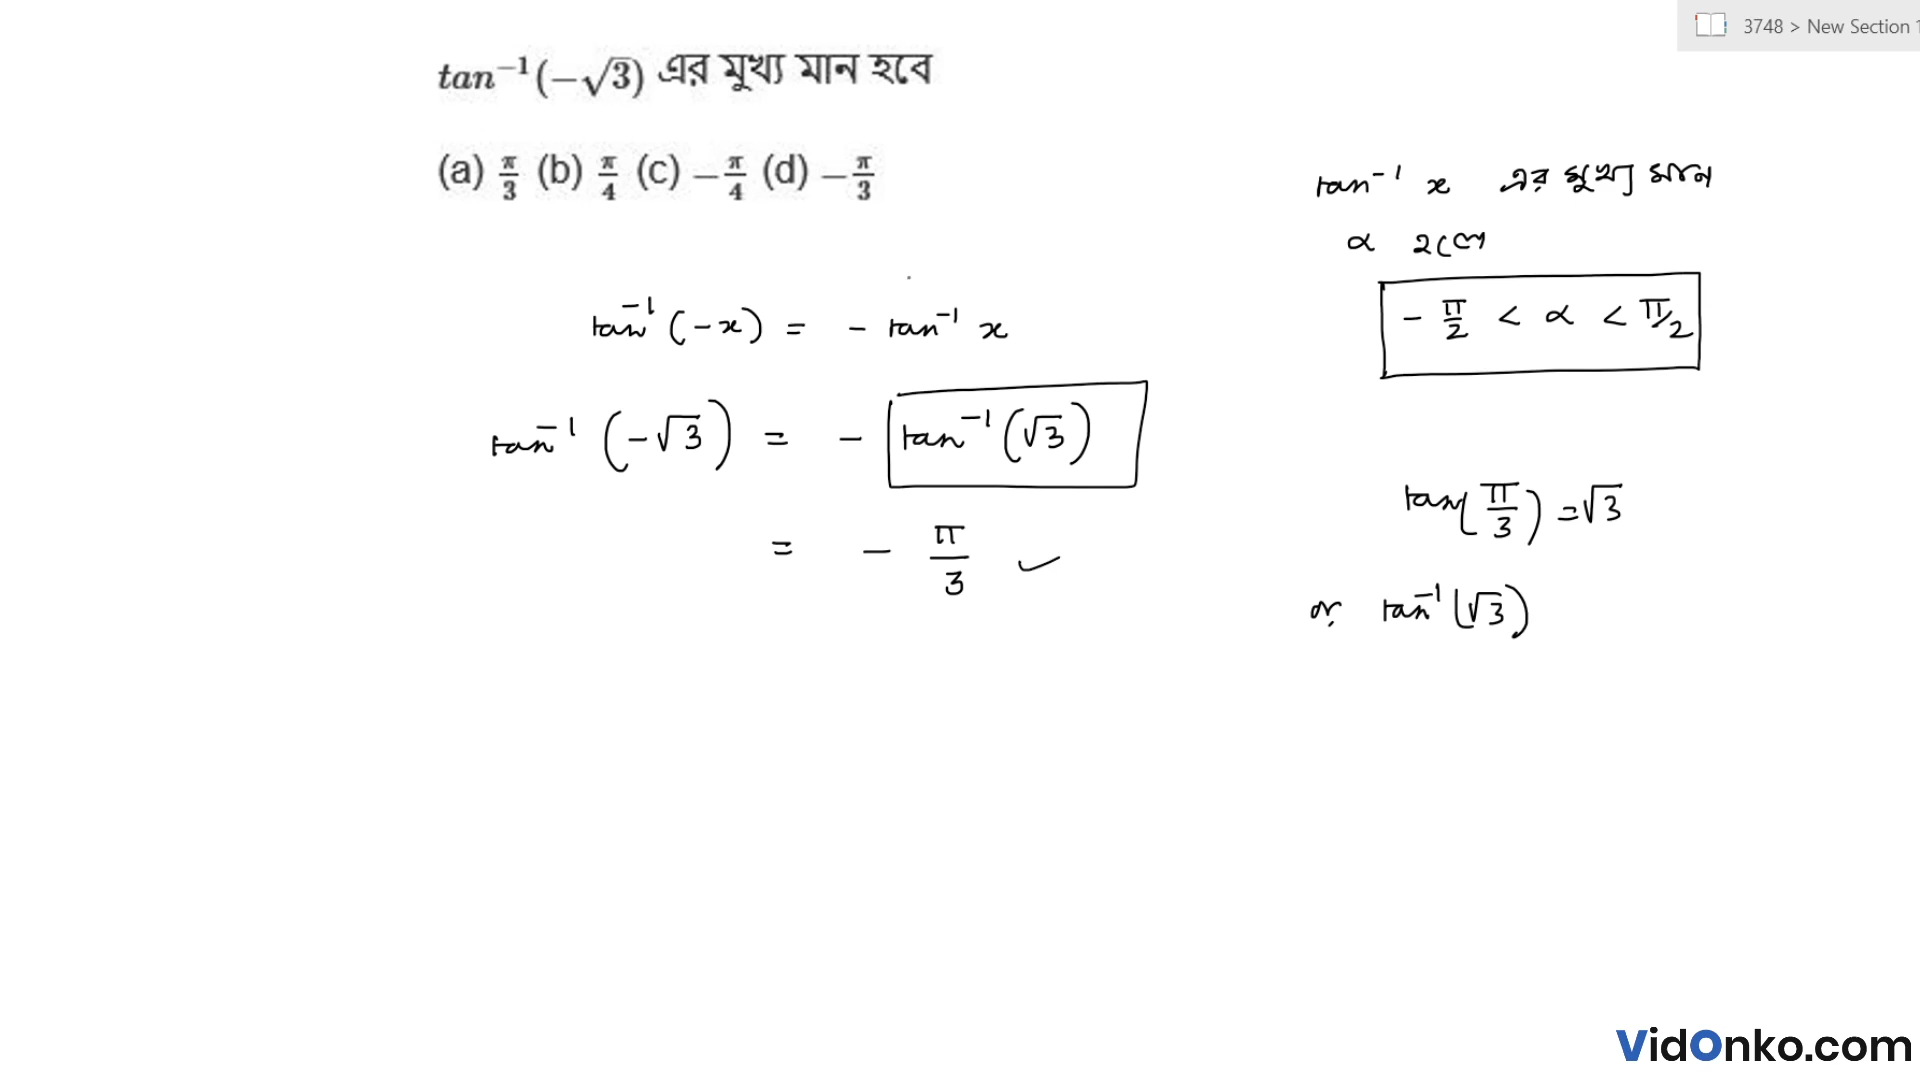 3748 > New Section 1
tan⁻¹(−√3) এর মুখ্য মান হবে
(a) π/3 (b) π/4 (c) −π/4 (d) −π/3
tan⁻¹ x এর মুখ্য মান
α হলে
− π/2 < α < π/2
tan⁻¹ (−x) = − tan⁻¹ x
tan⁻¹ (−√3) = − tan⁻¹ (√3)
= − π/3 ✓
tan(π/3) = √3
or, tan⁻¹(√3)
VidOnko.com